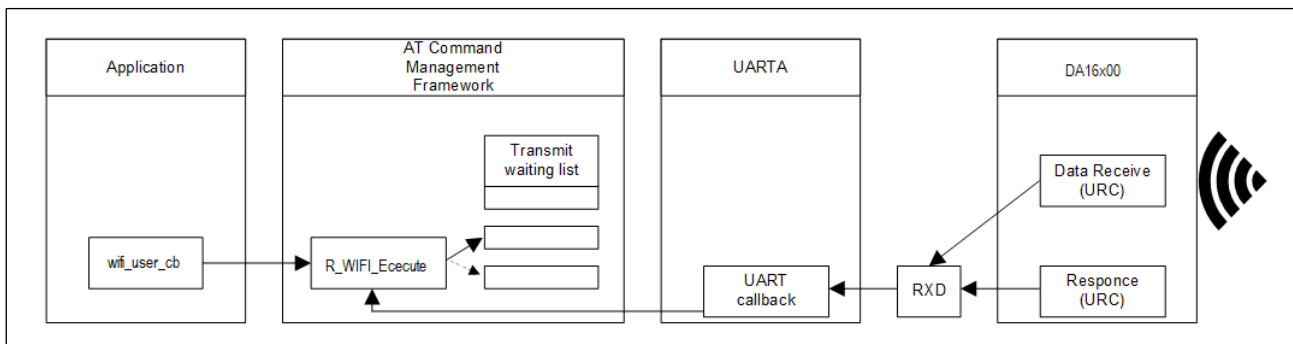 Application
AT Command
Management
Framework
UARTA
DA16x00
Transmit
waiting list
Data Receive
(URC)
wifi_user_cb
R_WIFI_Ececute
UART
callback
RXD
Responce
(URC)